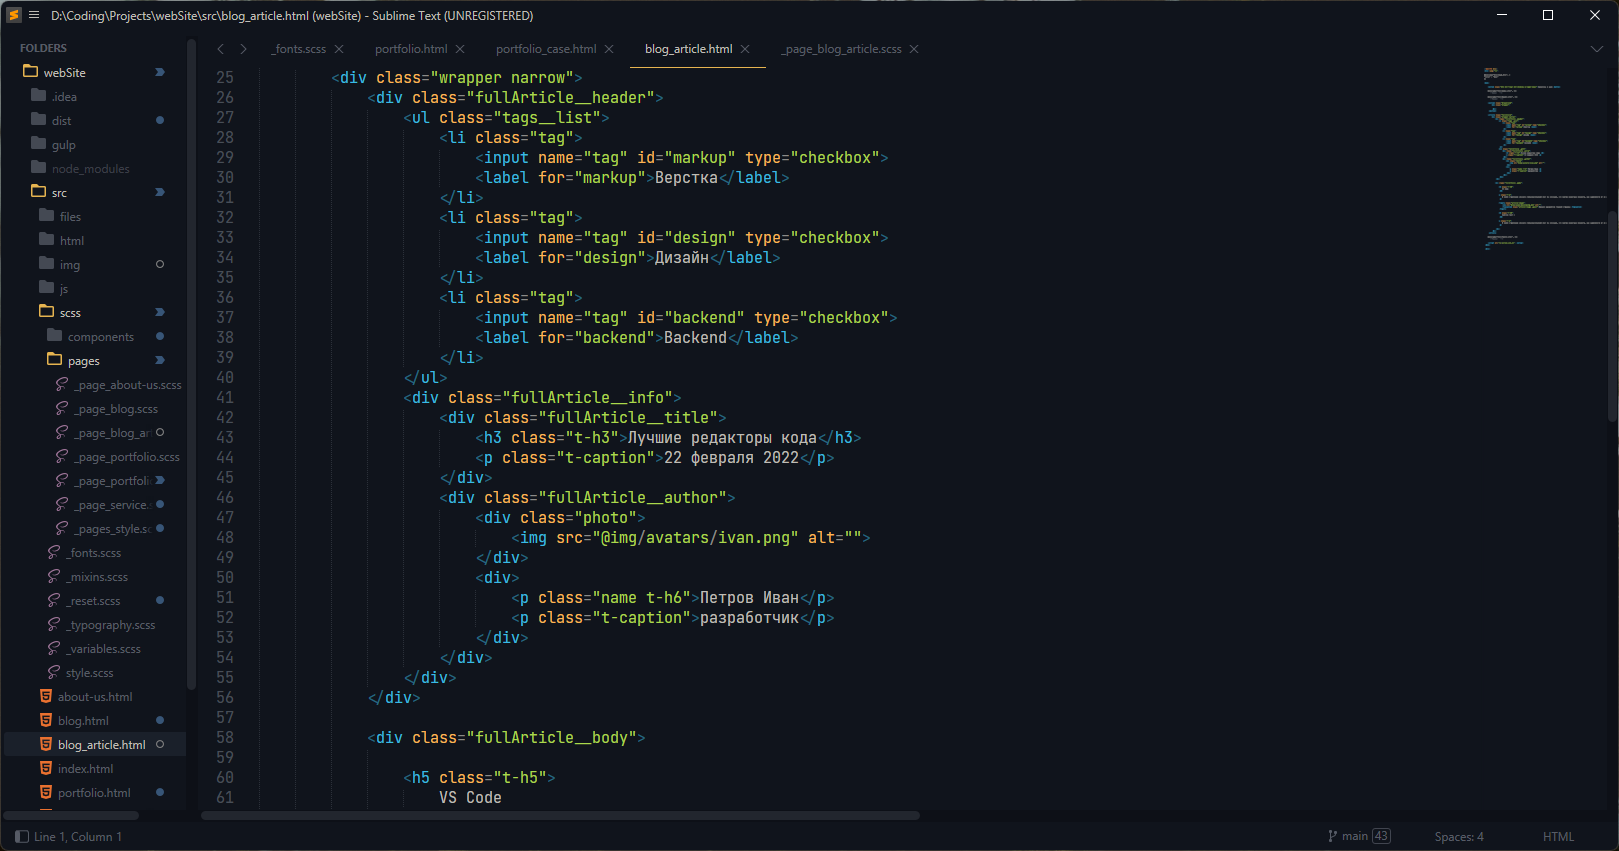 D:\Coding\Projects\webSite\src\blog_article.html (webSite) - Sublime Text (UNREGISTERED)
FOLDERS
webSite
.idea
dist
gulp
node_modules
src
files
html
img
js
scss
components
pages
_page_about-us.scss
_page_blog.scss
_page_blog_ar
_page_portfolio.scss
_page_portfoli
_page_service.
_pages_style.sc
_fonts.scss
_mixins.scss
_reset.scss
_typography.scss
_variables.scss
style.scss
about-us.html
blog.html
blog_article.html
index.html
portfolio.html
_fonts.scss portfolio.html portfolio_case.html blog_article.html _page_blog_article.scss
25 <div class="wrapper narrow">
26 <div class="fullArticle__header">
27 <ul class="tags__list">
28 <li class="tag">
29 <input name="tag" id="markup" type="checkbox">
30 <label for="markup">Верстка</label>
31 </li>
32 <li class="tag">
33 <input name="tag" id="design" type="checkbox">
34 <label for="design">Дизайн</label>
35 </li>
36 <li class="tag">
37 <input name="tag" id="backend" type="checkbox">
38 <label for="backend">Backend</label>
39 </li>
40 </ul>
41 <div class="fullArticle__info">
42 <div class="fullArticle__title">
43 <h3 class="t-h3">Лучшие редакторы кода</h3>
44 <p class="t-caption">22 февраля 2022</p>
45 </div>
46 <div class="fullArticle__author">
47 <div class="photo">
48 <img src="@img/avatars/ivan.png" alt="">
49 </div>
50 <div>
51 <p class="name t-h6">Петров Иван</p>
52 <p class="t-caption">разработчик</p>
53 </div>
54 </div>
55 </div>
56 </div>
57
58 <div class="fullArticle__body">
59
60 <h5 class="t-h5">
61 VS Code
Line 1, Column 1
main 43 Spaces: 4 HTML